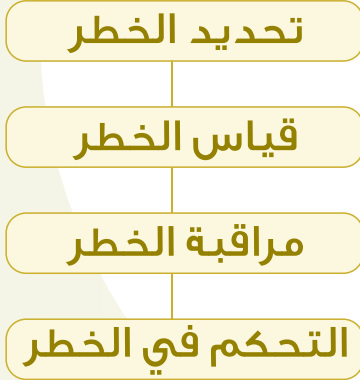 تحديد الخطر
قياس الخطر
مراقبة الخطر
التحكم في الخطر